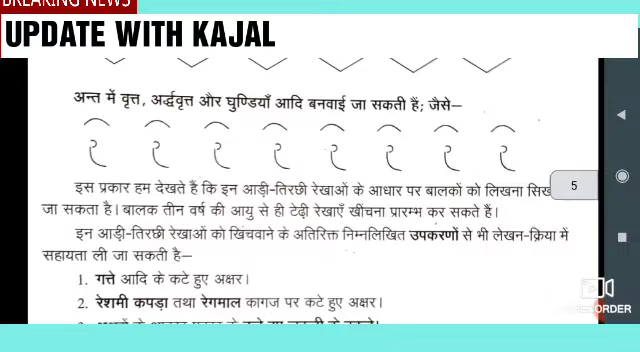 BREAKING NEWS
UPDATE WITH KAJAL
अन्त में वृत्त, अर्द्धवृत्त और घुण्डियाँ आदि बनवाई जा सकती हैं; जैसे—
इस प्रकार हम देखते हैं कि इन आड़ी-तिरछी रेखाओं के आधार पर बालकों को लिखना सिख
5
जा सकता है। बालक तीन वर्ष की आयु से ही टेढ़ी रेखाएँ खींचना प्रारम्भ कर सकते हैं।
इन आड़ी-तिरछी रेखाओं को खिंचवाने के अतिरिक्त निम्नलिखित उपकरणों से भी लेखन-क्रिया में
सहायता ली जा सकती है—
1. गत्ते आदि के कटे हुए अक्षर।
2. रेशमी कपड़ा तथा रेगमाल कागज पर कटे हुए अक्षर।
RECORDER